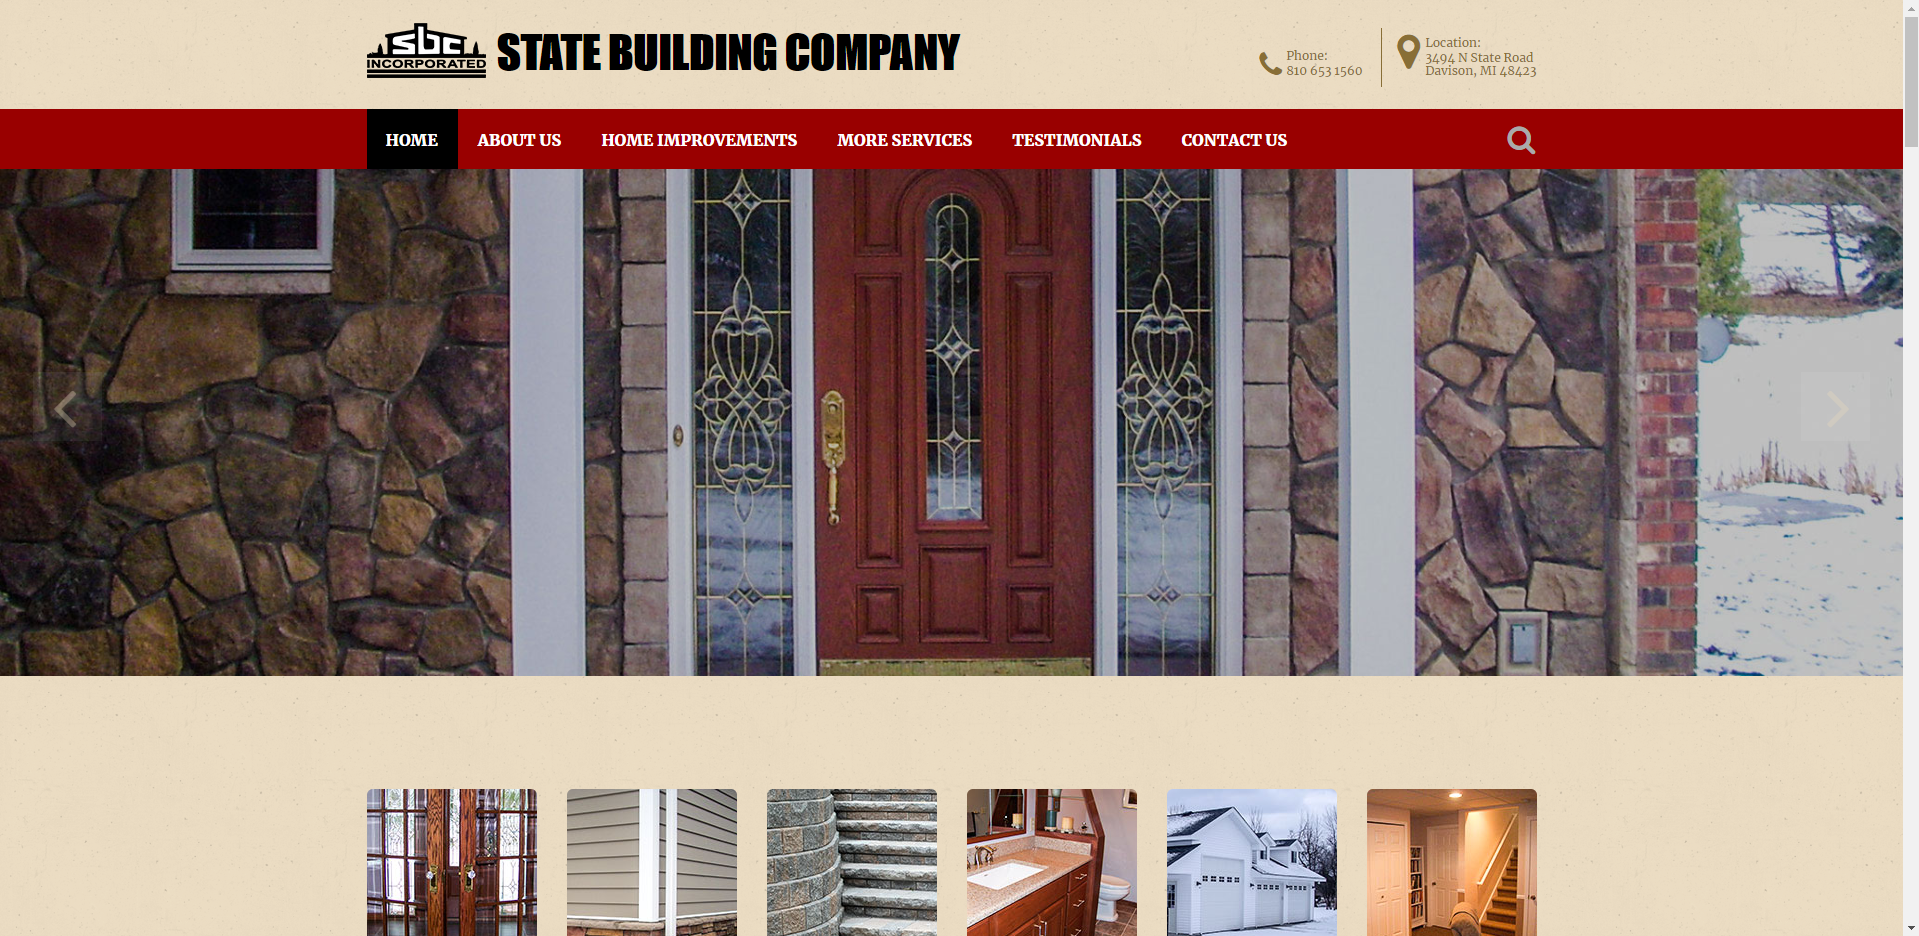 sbc
INCORPORATED
STATE BUILDING COMPANY
Phone:
810 653 1560
Location:
3494 N State Road
Davison, MI 48423
HOME ABOUT US HOME IMPROVEMENTS MORE SERVICES TESTIMONIALS CONTACT US